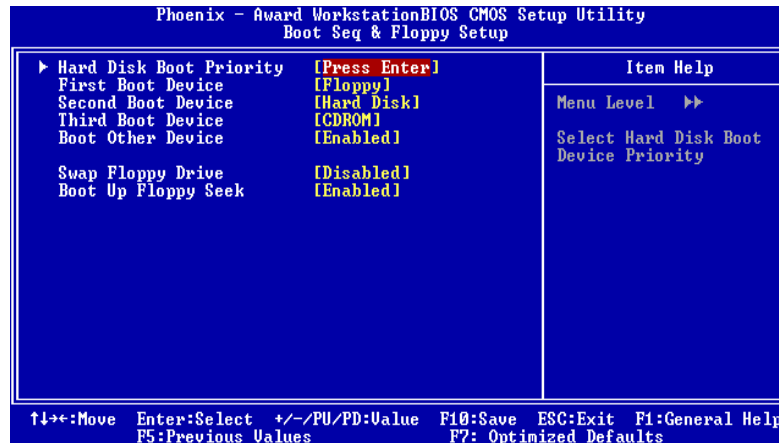 Phoenix - Award WorkstationBIOS CMOS Setup Utility
Boot Seq & Floppy Setup
Hard Disk Boot Priority [Press Enter]
First Boot Device [Floppy]
Second Boot Device [Hard Disk]
Third Boot Device [CDROM]
Boot Other Device [Enabled]
Swap Floppy Drive [Disabled]
Boot Up Floppy Seek [Enabled]
Item Help
Menu Level ▸▸
Select Hard Disk Boot
Device Priority
↑↓→←:Move Enter:Select +/-/PU/PD:Value F10:Save ESC:Exit F1:General Help
F5:Previous Values F7: Optimized Defaults